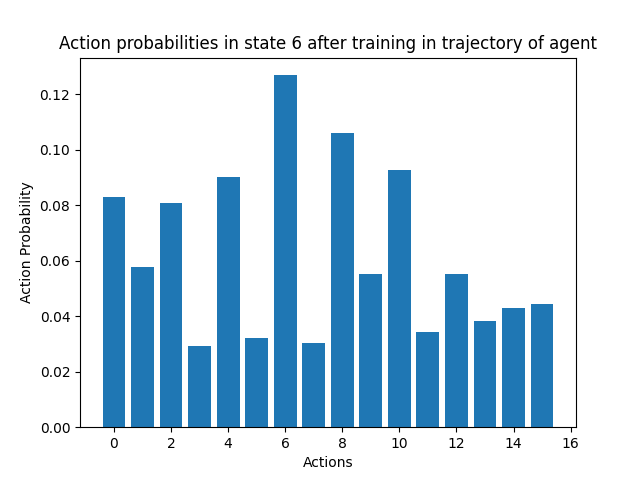 Action probabilities in state 6 after training in trajectory of agent
0.12
0.10
0.08
0.06
0.04
0.02
0.00
Action Probability
0 2 4 6 8 10 12 14 16
Actions